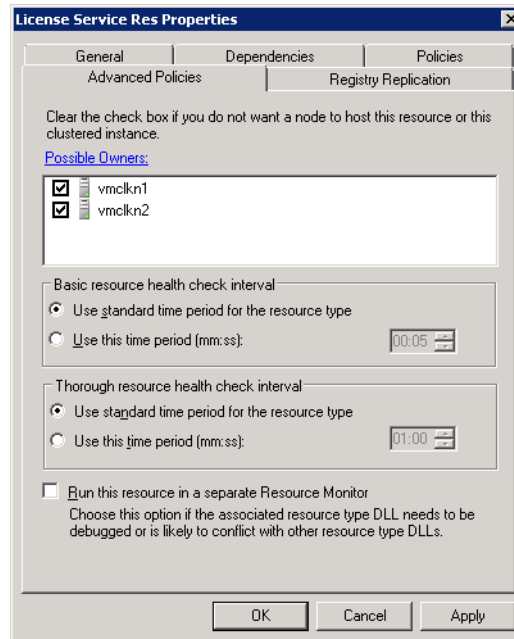 License Service Res Properties
General Dependencies Policies
Advanced Policies Registry Replication
Clear the check box if you do not want a node to host this resource or this
clustered instance.
Possible Owners:
vmclkn1
vmclkn2
Basic resource health check interval
Use standard time period for the resource type
Use this time period (mm:ss): 00:05
Thorough resource health check interval
Use standard time period for the resource type
Use this time period (mm:ss): 01:00
Run this resource in a separate Resource Monitor
Choose this option if the associated resource type DLL needs to be
debugged or is likely to conflict with other resource type DLLs.
OK Cancel Apply